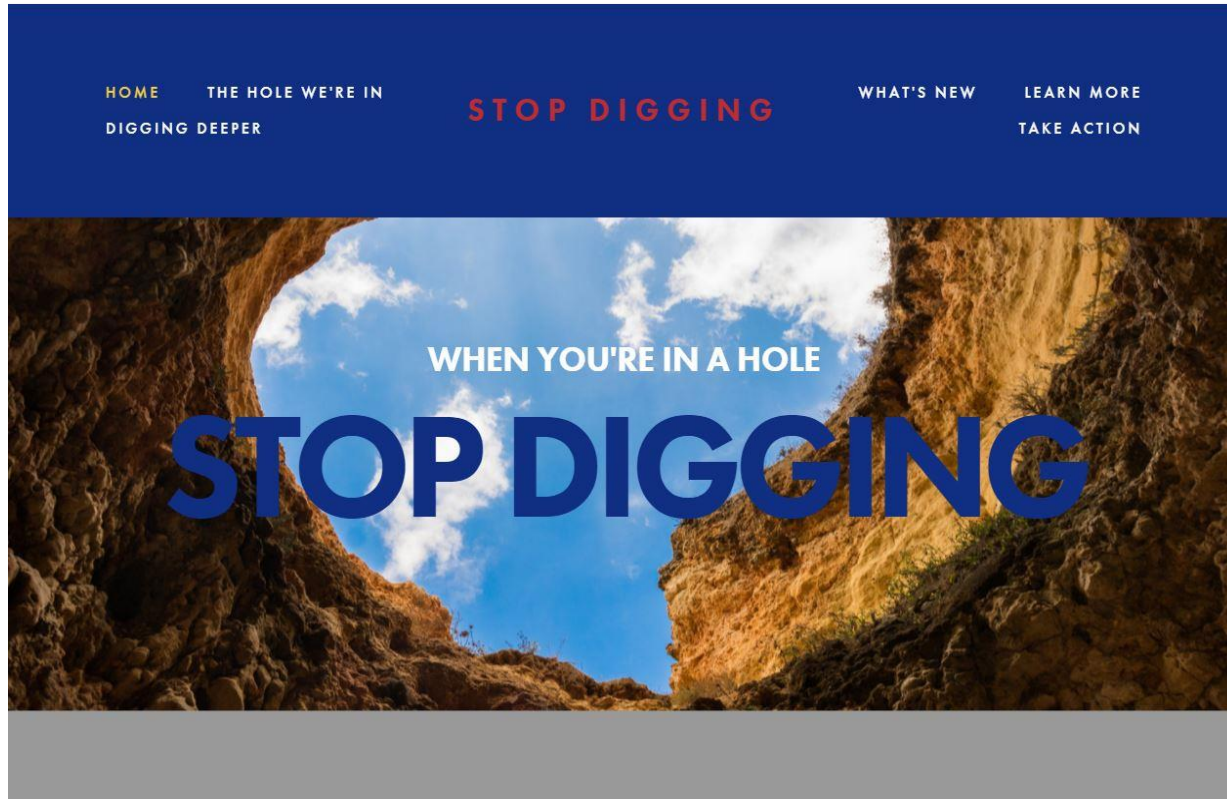 HOME THE HOLE WE'RE IN
DIGGING DEEPER
STOP DIGGING
WHAT'S NEW LEARN MORE
TAKE ACTION
WHEN YOU'RE IN A HOLE
STOP DIGGING